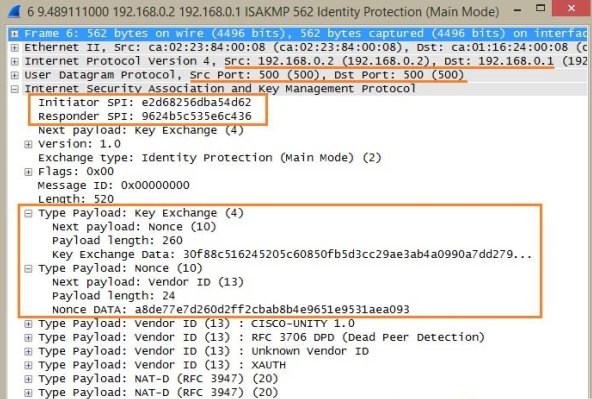 6 9.489111000 192.168.0.2 192.168.0.1 ISAKMP 562 Identity Protection (Main Mode)
Frame 6: 562 bytes on wire (4496 bits), 562 bytes captured (4496 bits) on interfac
Ethernet II, Src: ca:02:23:84:00:08 (ca:02:23:84:00:08), Dst: ca:01:16:24:00:08 (c
Internet Protocol Version 4, Src: 192.168.0.2 (192.168.0.2), Dst: 192.168.0.1 (192
User Datagram Protocol, Src Port: 500 (500), Dst Port: 500 (500)
Internet Security Association and Key Management Protocol
Initiator SPI: e2d68256dba54d62
Responder SPI: 9624b5c535e6c436
Next payload: Key Exchange (4)
Version: 1.0
Exchange type: Identity Protection (Main Mode) (2)
Flags: 0x00
Message ID: 0x00000000
Length: 520
Type Payload: Key Exchange (4)
Next payload: Nonce (10)
Payload length: 260
Key Exchange Data: 30f88c516245205c60850fb5d3cc29ae3ab4a0990a7dd279...
Type Payload: Nonce (10)
Next payload: Vendor ID (13)
Payload length: 24
Nonce DATA: a8de77e7d260d2ff2cbab8b4e9651e9531aea093
Type Payload: Vendor ID (13) : CISCO-UNITY 1.0
Type Payload: Vendor ID (13) : RFC 3706 DPD (Dead Peer Detection)
Type Payload: Vendor ID (13) : Unknown Vendor ID
Type Payload: Vendor ID (13) : XAUTH
Type Payload: NAT-D (RFC 3947) (20)
Type Payload: NAT-D (RFC 3947) (20)